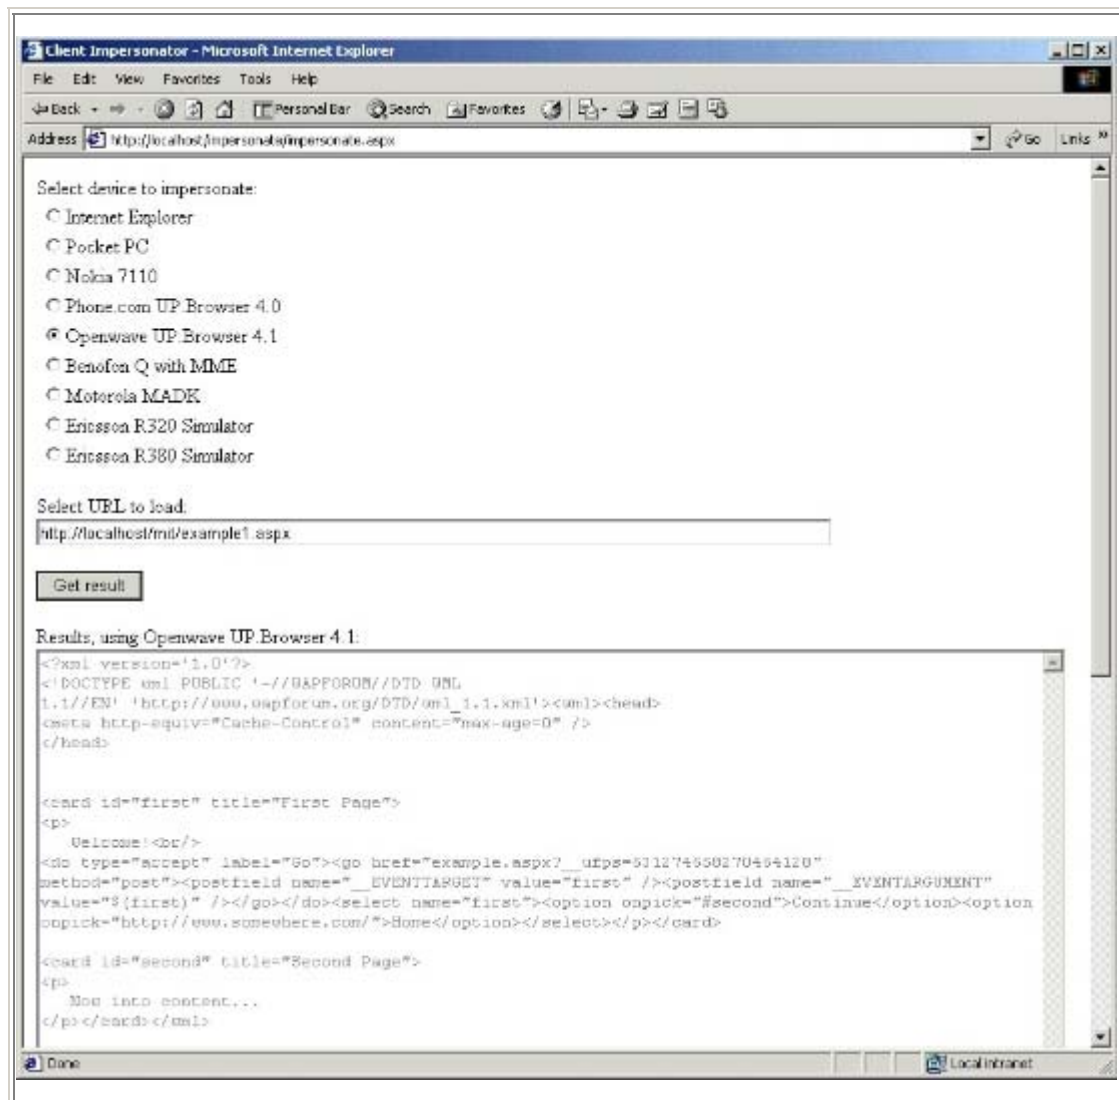 Client Impersonator - Microsoft Internet Explorer
File Edit View Favorites Tools Help
Back Personal Bar Search Favorites
Address http://localhost/impersonate/impersonate.aspx Go Links »
Select device to impersonate:
Internet Explorer
Pocket PC
Nokia 7110
Phone.com UP.Browser 4.0
Openwave UP.Browser 4.1
Benefon Q with MME
Motorola MADK
Ericsson R320 Simulator
Ericsson R380 Simulator
Select URL to load:
http://localhost/mit/example1.aspx
Get result
Results, using Openwave UP.Browser 4.1:
<?xml version='1.0'?>
<!DOCTYPE wml PUBLIC '-//WAPFORUM//DTD WML
1.1//EN' 'http://www.wapforum.org/DTD/wml_1.1.xml'><wml><head>
<meta http-equiv="Cache-Control" content="max-age=0" />
</head>
<card id="first" title="First Page">
<p>
Welcome!<br/>
<do type="accept" label="Go"><go href="example.aspx?
method="post"><postfield name="__EVENTTARGET" value="first" /><postfield name="__EVENTARGUMENT"
value="$(first)" /></go></do><select name="first"><option onpick="#second">Continue</option><option
onpick="http://www.somewhere.com/">Home</option></select></p></card>
<card id="second" title="Second Page">
<p>
Now into content...
</p></card></wml>
Done Local intranet